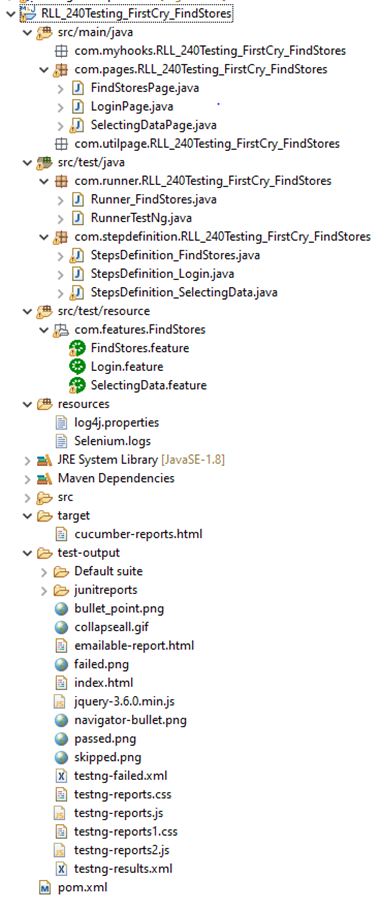 RLL_240Testing_FirstCry_FindStores
src/main/java
com.myhooks.RLL_240Testing_FirstCry_FindStores
com.pages.RLL_240Testing_FirstCry_FindStores
FindStoresPage.java
LoginPage.java
SelectingDataPage.java
com.utilpage.RLL_240Testing_FirstCry_FindStores
src/test/java
com.runner.RLL_240Testing_FirstCry_FindStores
Runner_FindStores.java
RunnerTestNg.java
com.stepdefinition.RLL_240Testing_FirstCry_FindStores
StepsDefinition_FindStores.java
StepsDefinition_Login.java
StepsDefinition_SelectingData.java
src/test/resource
com.features.FindStores
FindStores.feature
Login.feature
SelectingData.feature
resources
log4j.properties
Selenium.logs
JRE System Library [JavaSE-1.8]
Maven Dependencies
src
target
cucumber-reports.html
test-output
Default suite
junitreports
bullet_point.png
collapseall.gif
emailable-report.html
failed.png
index.html
jquery-3.6.0.min.js
navigator-bullet.png
passed.png
skipped.png
testng-failed.xml
testng-reports.css
testng-reports.js
testng-reports1.css
testng-reports2.js
testng-results.xml
pom.xml